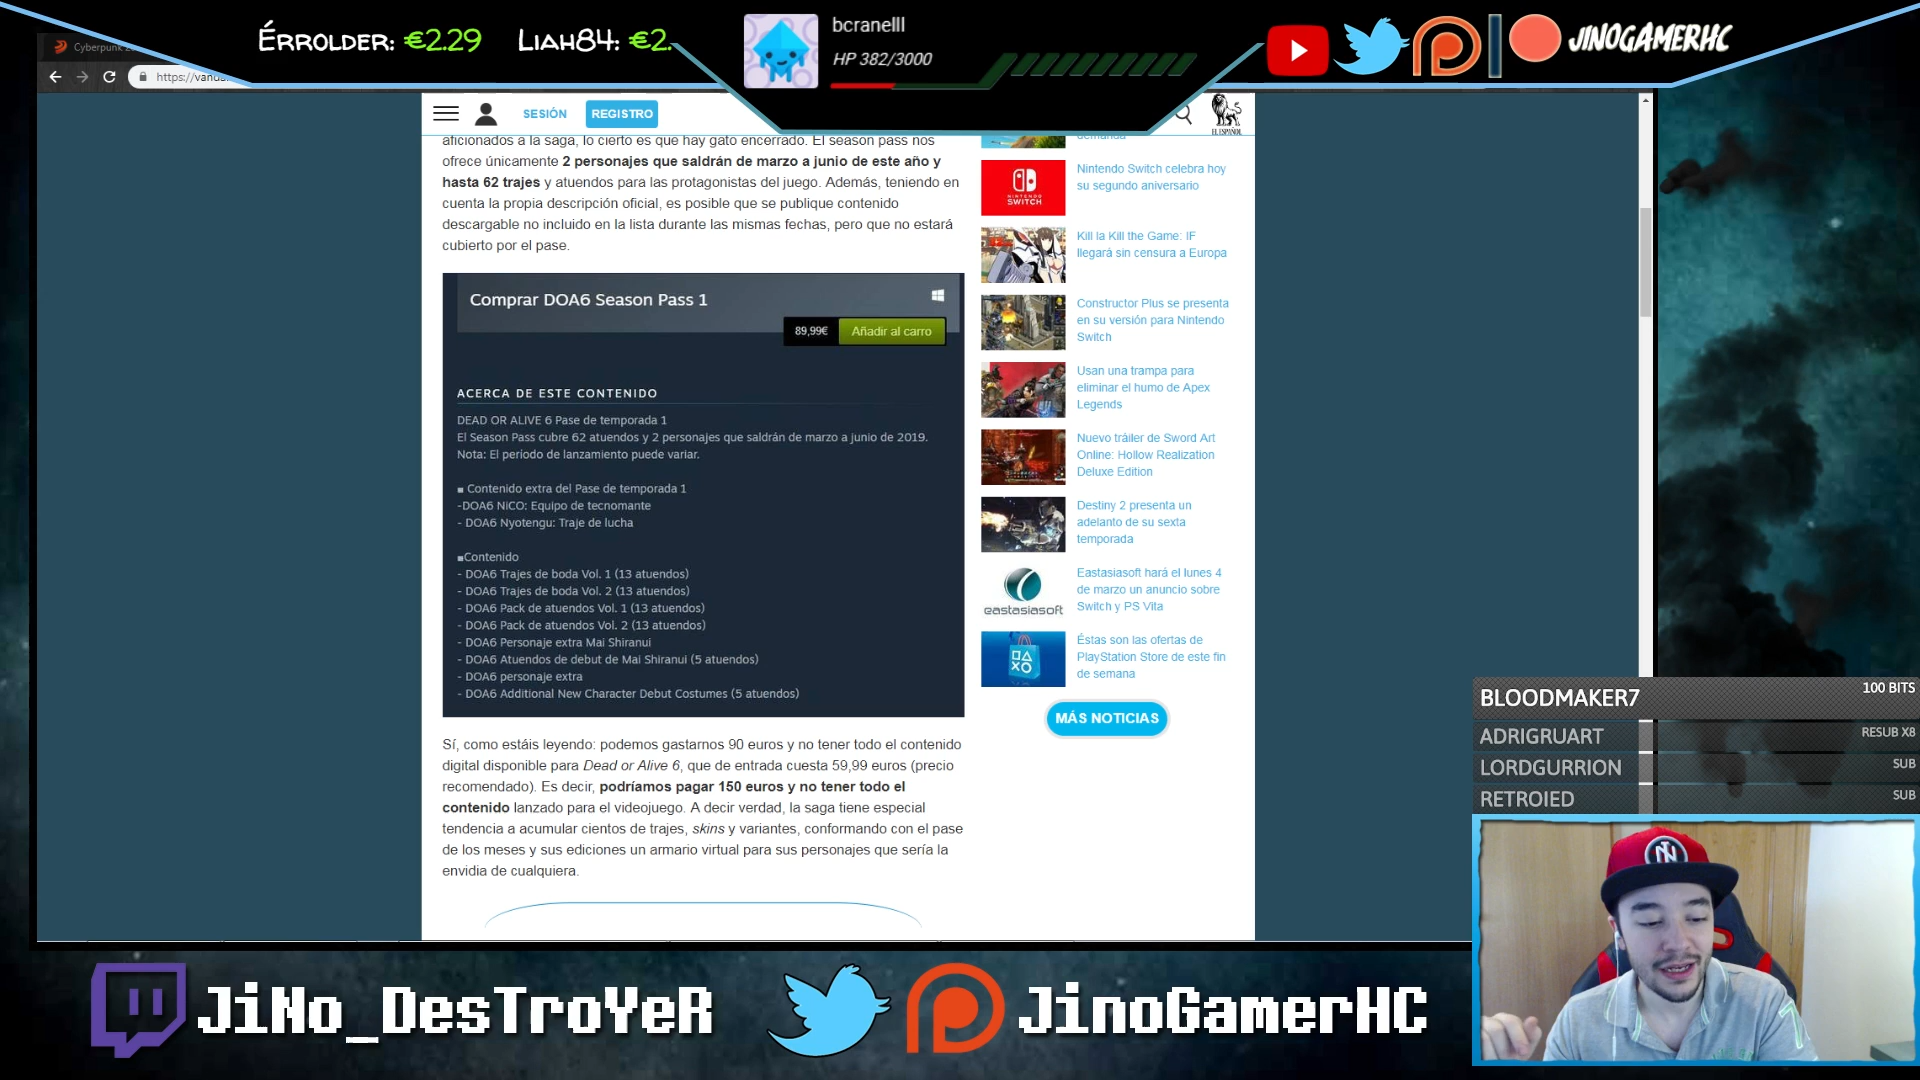 ÉRROLDER: €2.29 LIAH84: €2.
bcranelll
HP 382/3000
JINOGAMERHC
Cyberpunk
https://vanda
SESIÓN REGISTRO
EL ESPAÑOL
aficionados a la saga, lo cierto es que hay gato encerrado. El season pass nos
ofrece únicamente 2 personajes que saldrán de marzo a junio de este año y
hasta 62 trajes y atuendos para las protagonistas del juego. Además, teniendo en
cuenta la propia descripción oficial, es posible que se publique contenido
descargable no incluido en la lista durante las mismas fechas, pero que no estará
cubierto por el pase.
Comprar DOA6 Season Pass 1
89,99€ Añadir al carro
ACERCA DE ESTE CONTENIDO
DEAD OR ALIVE 6 Pase de temporada 1
El Season Pass cubre 62 atuendos y 2 personajes que saldrán de marzo a junio de 2019.
Nota: El periodo de lanzamiento puede variar.
■ Contenido extra del Pase de temporada 1
-DOA6 NiCO: Equipo de tecnomante
- DOA6 Nyotengu: Traje de lucha
■Contenido
- DOA6 Trajes de boda Vol. 1 (13 atuendos)
- DOA6 Trajes de boda Vol. 2 (13 atuendos)
- DOA6 Pack de atuendos Vol. 1 (13 atuendos)
- DOA6 Pack de atuendos Vol. 2 (13 atuendos)
- DOA6 Personaje extra Mai Shiranui
- DOA6 Atuendos de debut de Mai Shiranui (5 atuendos)
- DOA6 personaje extra
- DOA6 Additional New Character Debut Costumes (5 atuendos)
Sí, como estáis leyendo: podemos gastarnos 90 euros y no tener todo el contenido
digital disponible para Dead or Alive 6, que de entrada cuesta 59,99 euros (precio
recomendado). Es decir, podríamos pagar 150 euros y no tener todo el
contenido lanzado para el videojuego. A decir verdad, la saga tiene especial
tendencia a acumular cientos de trajes, skins y variantes, conformando con el pase
de los meses y sus ediciones un armario virtual para sus personajes que sería la
envidia de cualquiera.
demanda
NINTENDO
SWITCH
Nintendo Switch celebra hoy
su segundo aniversario
Kill la Kill the Game: IF
llegará sin censura a Europa
Constructor Plus se presenta
en su versión para Nintendo
Switch
Usan una trampa para
eliminar el humo de Apex
Legends
Nuevo tráiler de Sword Art
Online: Hollow Realization
Deluxe Edition
Destiny 2 presenta un
adelanto de su sexta
temporada
eastasiasoft
Eastasiasoft hará el lunes 4
de marzo un anuncio sobre
Switch y PS Vita
Éstas son las ofertas de
PlayStation Store de este fin
de semana
MÁS NOTICIAS
BLOODMAKER7 100 BITS
ADRIGRUART RESUB X8
LORDGURRION SUB
RETROIED SUB
JiNo_DesTroYeR
JinoGamerHC